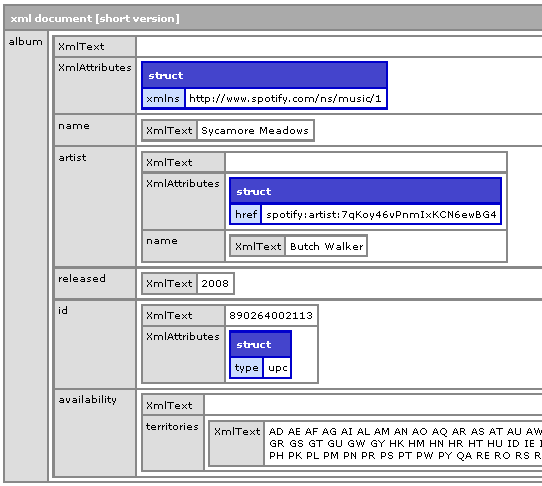 xml document [short version]
album
XmlText
XmlAttributes
struct
xmlns http://www.spotify.com/ns/music/1
name
XmlText Sycamore Meadows
artist
XmlText
XmlAttributes
struct
href spotify:artist:7qKoy46vPnmIxKCN6ewBG4
name
XmlText Butch Walker
released
XmlText 2008
id
XmlText 890264002113
XmlAttributes
struct
type upc
availability
XmlText
territories
XmlText AD AE AF AG AI AL AM AN AO AQ AR AS AT AU AW
GR GS GT GU GW GY HK HM HN HR HT HU ID IE
PH PK PL PM PN PR PS PT PW PY QA RE RO RS